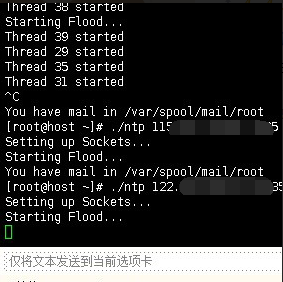 Thread 38 started
Starting Flood...
Thread 39 started
Thread 29 started
Thread 35 started
Thread 31 started
^C
You have mail in /var/spool/mail/root
[root@host ~]# ./ntp 115 5
Setting up Sockets...
Starting Flood...
You have mail in /var/spool/mail/root
[root@host ~]# ./ntp 122. 35
Setting up Sockets...
Starting Flood...
仅将文本发送到当前选项卡